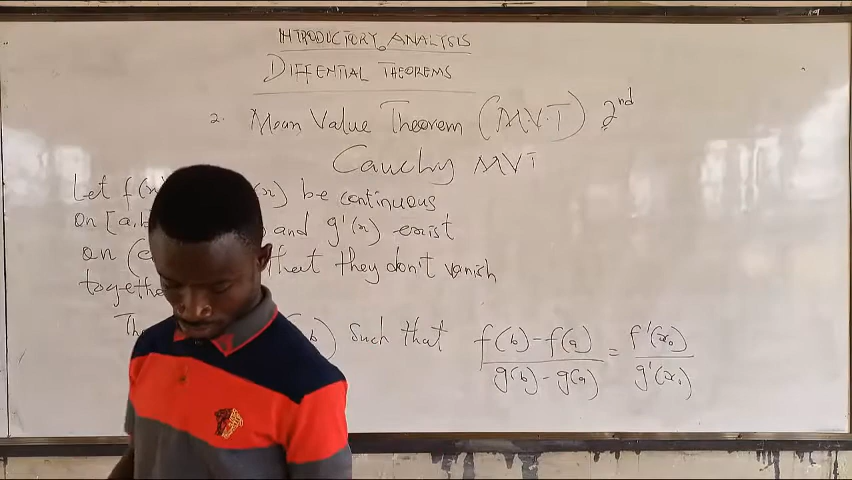 INTRODUCTORY ANALYSIS
DIFFENTIAL THEOREMS
2. Mean Value Theorem (M.V.T) 2nd
Cauchy MVT
Let f(x) (x) be continuous
on [a,b and g'(x) exist
on ( that they don't vanish
togethe
The b) Such that f(b)-f(a) / g(b)-g(a) = f'(x₀) / g'(x₀)